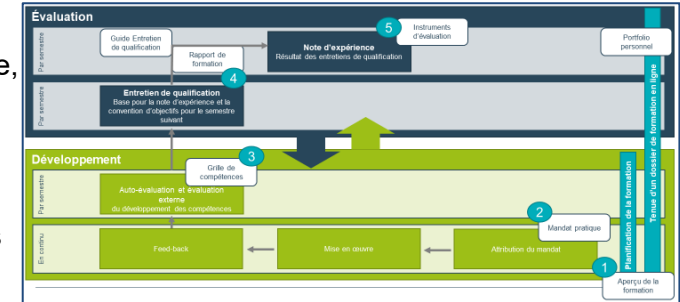 e,
s
Évaluation
Par semestre
Guide Entretien
de qualification
Rapport de
formation
4
5
Instruments
d'évaluation
Note d'expérience
Résultat des entretiens de qualification
Portfolio
personnel
Par semestre
Entretien de qualification
Base pour la note d'expérience et la
convention d'objectifs pour le semestre
suivant
Développement
Par semestre
3
Grille de
compétences
Auto-évaluation et évaluation
externe
du développement des compétences
En continu
Feed-back
Mise en œuvre
Attribution du mandat
2
Mandat pratique
1
Aperçu de la
formation
Planification de la formation
Tenue d'un dossier de formation en ligne